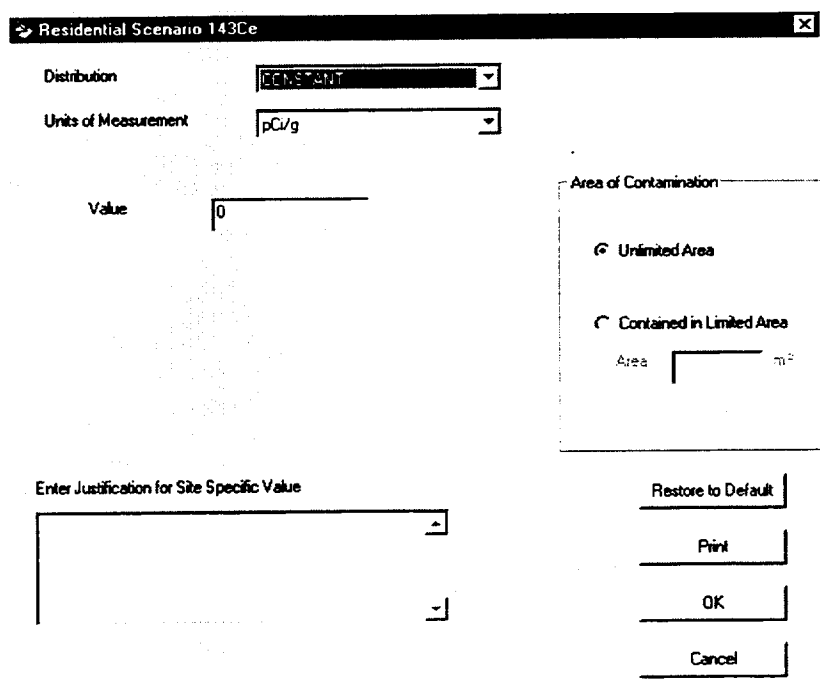 Residential Scenario 143Ce
Distribution
CONSTANT
Units of Measurement
pCi/g
Value
0
Area of Contamination
Unlimited Area
Contained in Limited Area
Area
m²
Enter Justification for Site Specific Value
Restore to Default
Print
OK
Cancel